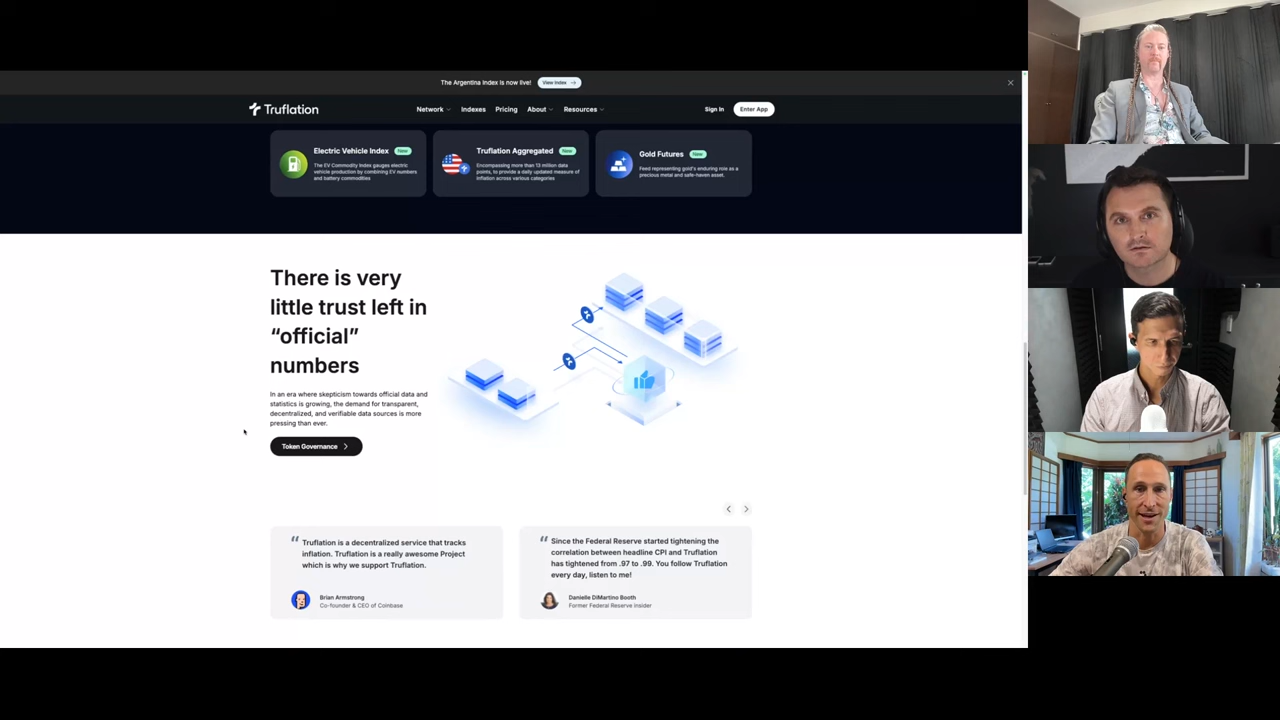 The Argentina Index is now live! View Index
Truflation
Network Indexes Pricing About Resources
Sign In Enter App
Electric Vehicle Index New
The EV Commodity Index gauges electric
vehicle production by combining EV numbers
and battery commodities
Truflation Aggregated New
Encompassing more than 13 million data
points, to provide a daily updated measure of
inflation across various categories
Gold Futures New
Feed representing gold's enduring role as a
precious metal and safe-haven asset.
There is very
little trust left in
“official”
numbers
In an era where skepticism towards official data and
statistics is growing, the demand for transparent,
decentralized, and verifiable data sources is more
pressing than ever.
Token Governance
Truflation is a decentralized service that tracks
inflation. Truflation is a really awesome Project
which is why we support Truflation.
Brian Armstrong
Co-founder & CEO of Coinbase
Since the Federal Reserve started tightening the
correlation between headline CPI and Truflation
has tightened from .97 to .99. You follow Truflation
every day, listen to me!
Danielle DiMartino Booth
Former Federal Reserve insider